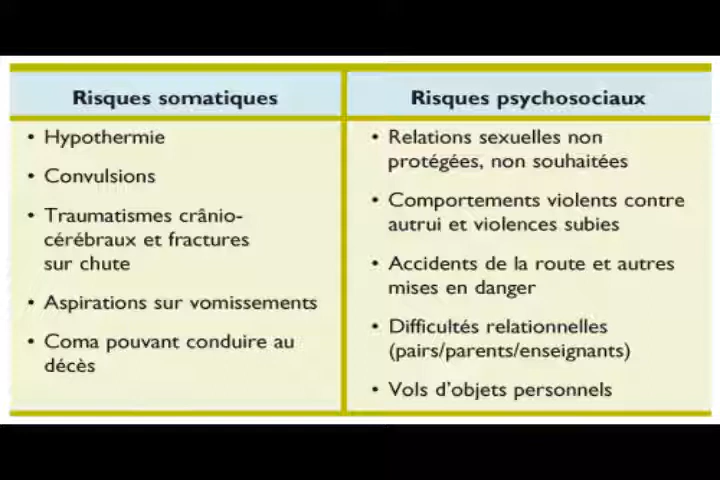 Risques somatiques
• Hypothermie
• Convulsions
• Traumatismes crânio-
cérébraux et fractures
sur chute
• Aspirations sur vomissements
• Coma pouvant conduire au
décès
Risques psychosociaux
• Relations sexuelles non
protégées, non souhaitées
• Comportements violents contre
autrui et violences subies
• Accidents de la route et autres
mises en danger
• Difficultés relationnelles
(pairs/parents/enseignants)
• Vols d'objets personnels